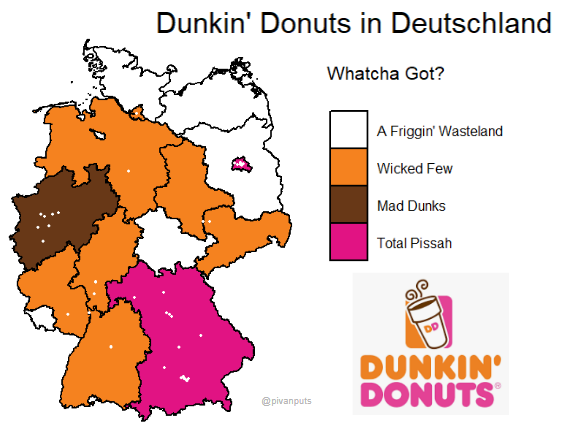 Dunkin' Donuts in Deutschland
Whatcha Got?
A Friggin' Wasteland
Wicked Few
Mad Dunks
Total Pissah
DD
DUNKIN'
DONUTS®
@pivanputs